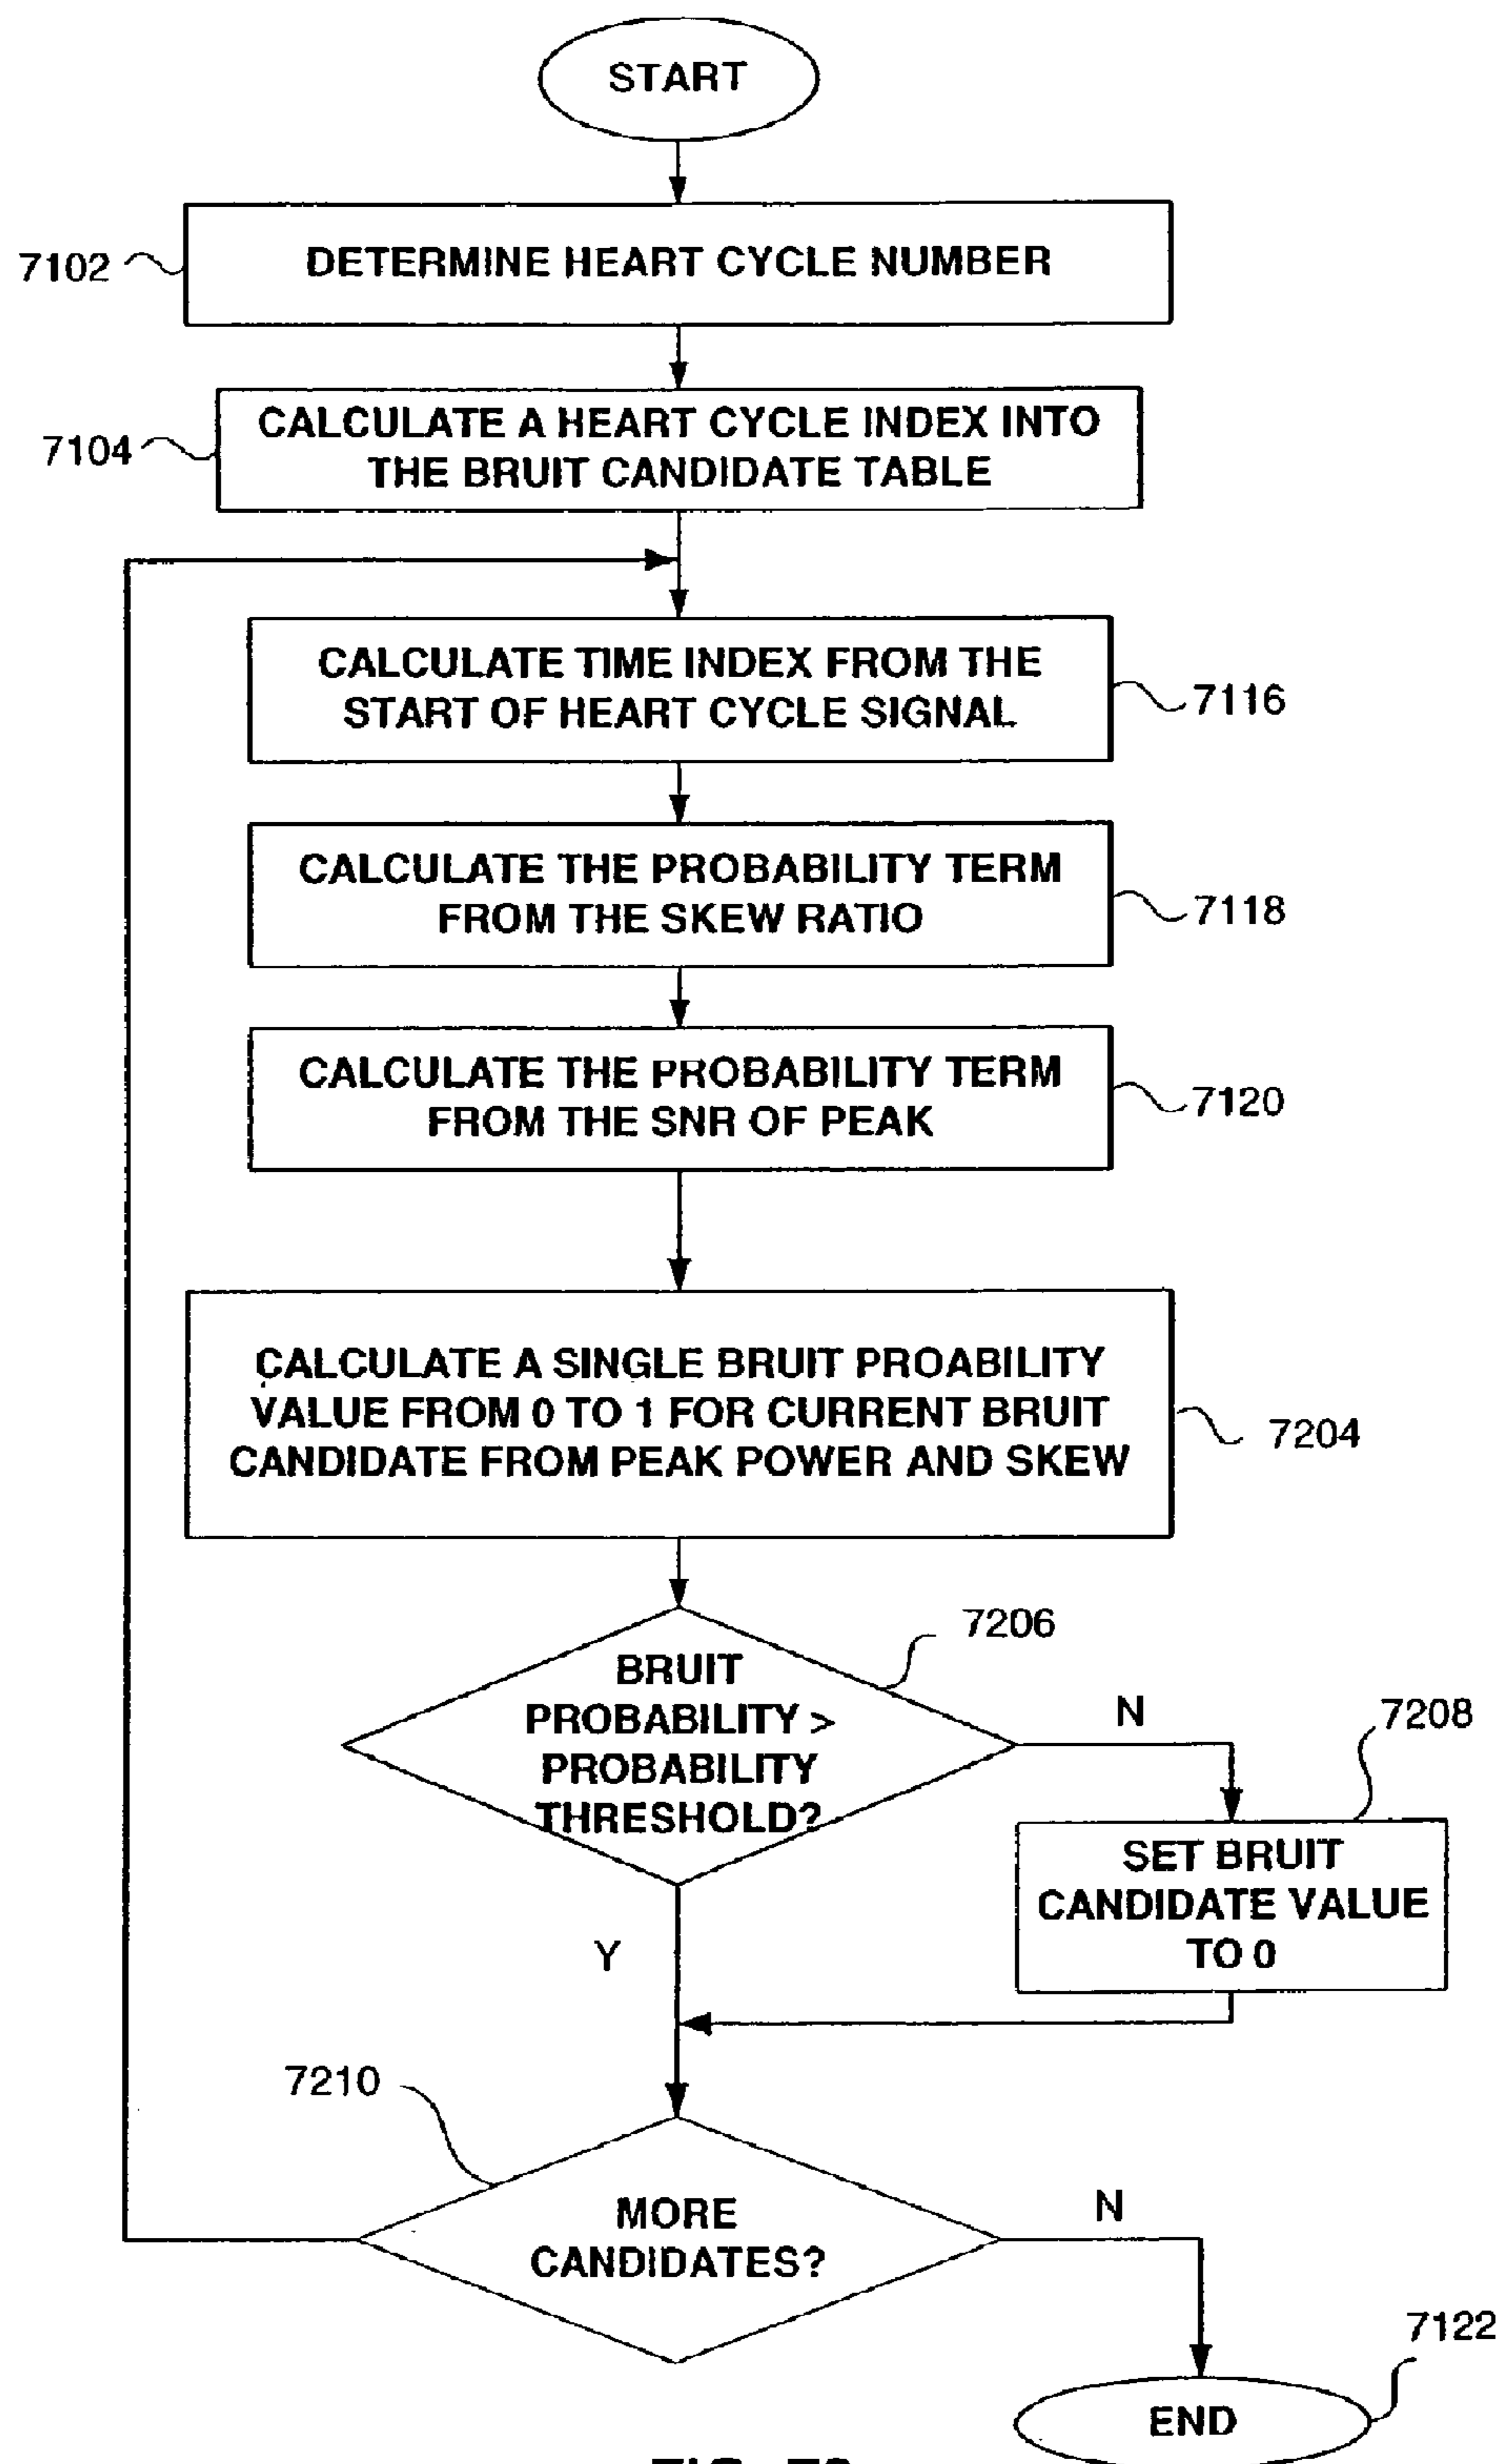 START
7102
DETERMINE HEART CYCLE NUMBER
7104
CALCULATE A HEART CYCLE INDEX INTO
THE BRUIT CANDIDATE TABLE
CALCULATE TIME INDEX FROM THE
START OF HEART CYCLE SIGNAL
7116
CALCULATE THE PROBABILITY TERM
FROM THE SKEW RATIO
7118
CALCULATE THE PROBABILITY TERM
FROM THE SNR OF PEAK
7120
CALCULATE A SINGLE BRUIT PROABILITY
VALUE FROM 0 TO 1 FOR CURRENT BRUIT
CANDIDATE FROM PEAK POWER AND SKEW
7204
7206
BRUIT
PROBABILITY >
PROBABILITY
THRESHOLD?
N
7208
SET BRUIT
CANDIDATE VALUE
TO 0
Y
7210
MORE
CANDIDATES?
N
7122
END